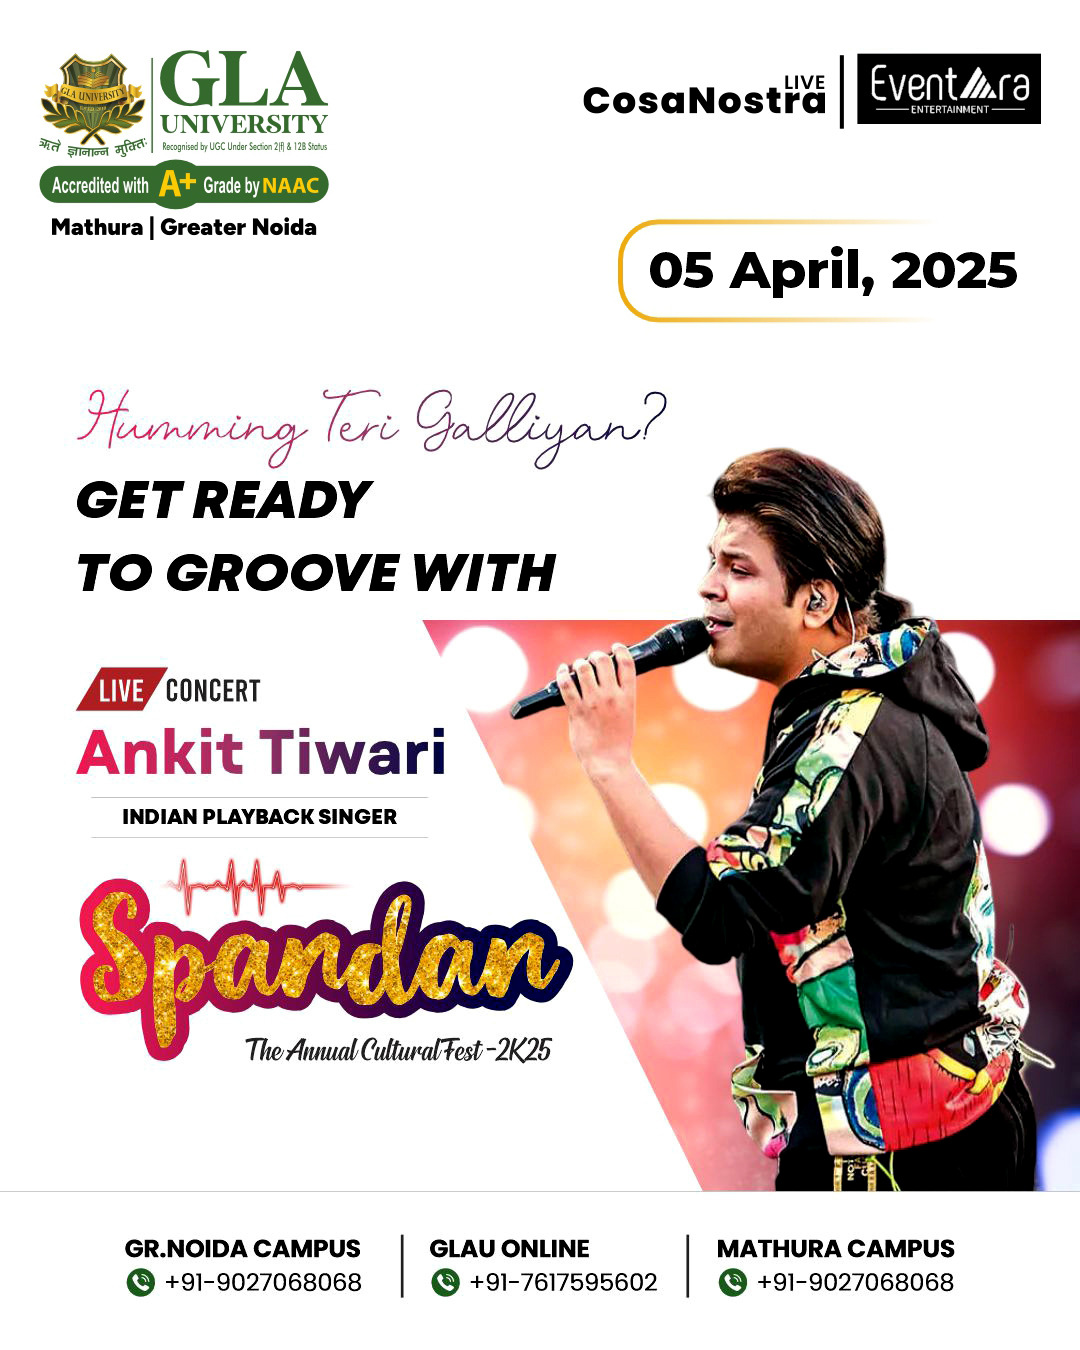 GLA UNIVERSITY
GLA
UNIVERSITY
Recognised by UGC Under Section 2(f) & 12B Status
ऋते ज्ञानान्न मुक्तिः
Accredited with A+ Grade by NAAC
Mathura | Greater Noida
CosaNostra LIVE
EventAra
ENTERTAINMENT
05 April, 2025
Humming Teri Galliyan?
GET READY
TO GROOVE WITH
LIVE CONCERT
Ankit Tiwari
INDIAN PLAYBACK SINGER
Spandan
The Annual Cultural Fest -2K25
GR.NOIDA CAMPUS
+91-9027068068
GLAU ONLINE
+91-7617595602
MATHURA CAMPUS
+91-9027068068